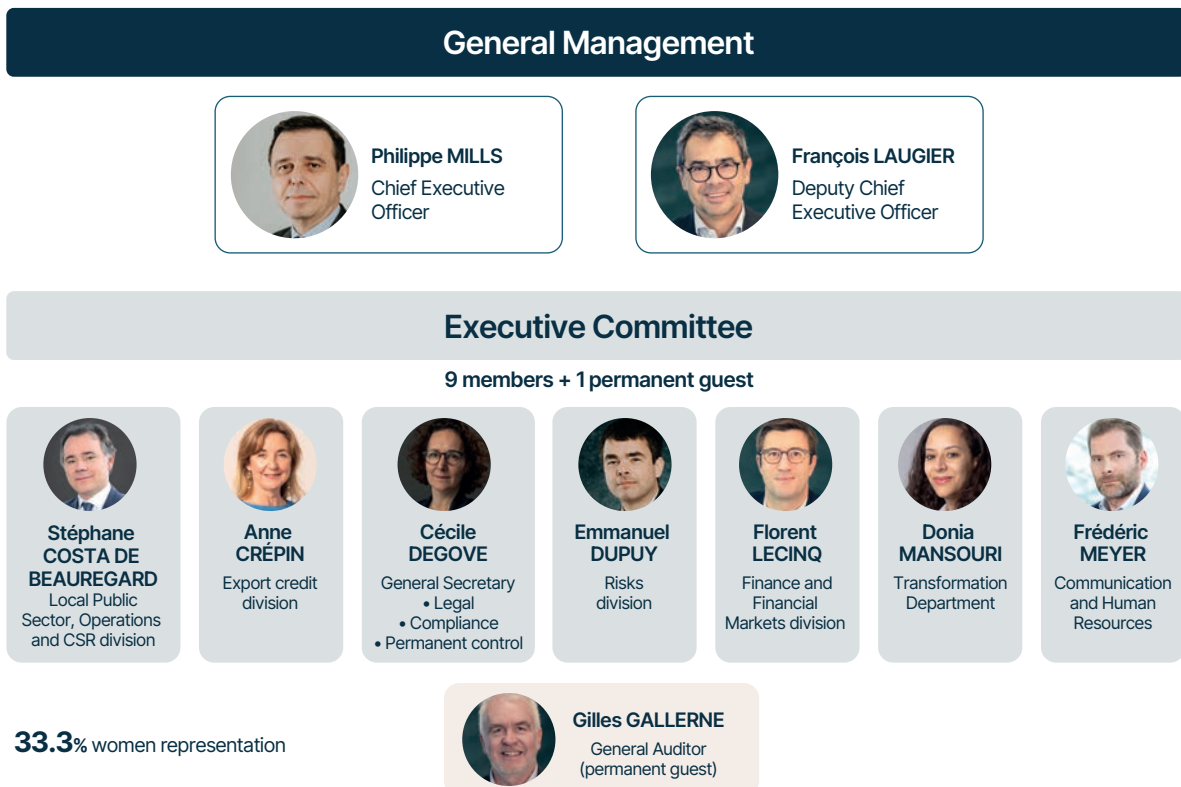 General Management
Philippe MILLS
Chief Executive
Officer
François LAUGIER
Deputy Chief
Executive Officer
Executive Committee
9 members + 1 permanent guest
Stéphane
COSTA DE
BEAUREGARD
Local Public
Sector, Operations
and CSR division
Anne
CRÉPIN
Export credit
division
Cécile
DEGOVE
General Secretary
• Legal
• Compliance
• Permanent control
Emmanuel
DUPUY
Risks
division
Florent
LECINQ
Finance and
Financial
Markets division
Donia
MANSOURI
Transformation
Department
Frédéric
MEYER
Communication
and Human
Resources
33.3% women representation
Gilles GALLERNE
General Auditor
(permanent guest)